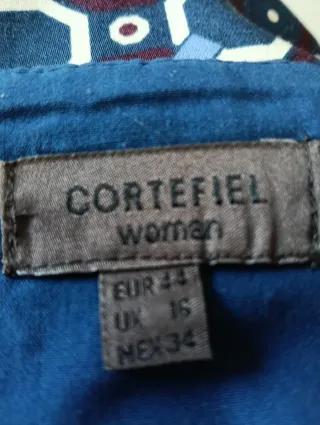 CORTEFIEL
woman
EUR 44
UK 16
MEX 34